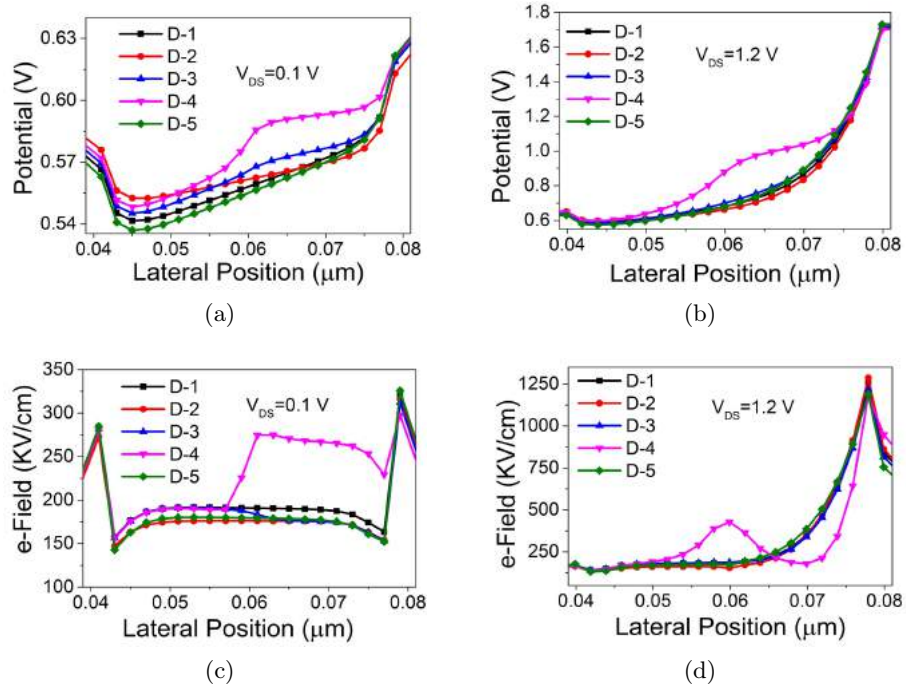 0.63
0.60
0.57
0.54
Potential (V)
D-1
D-2
D-3
D-4
D-5
V_DS=0.1 V
0.04 0.05 0.06 0.07 0.08
Lateral Position (μm)
(a)
1.8
1.6
1.4
1.2
1.0
0.8
0.6
Potential (V)
D-1
D-2
D-3
D-4
D-5
V_DS=1.2 V
0.04 0.05 0.06 0.07 0.08
Lateral Position (μm)
(b)
350
300
250
200
150
100
e-Field (KV/cm)
D-1
D-2
D-3
D-4
D-5
V_DS=0.1 V
0.04 0.05 0.06 0.07 0.08
Lateral Position (μm)
(c)
1250
1000
750
500
250
e-Field (KV/cm)
D-1
D-2
D-3
D-4
D-5
V_DS=1.2 V
0.04 0.05 0.06 0.07 0.08
Lateral Position (μm)
(d)